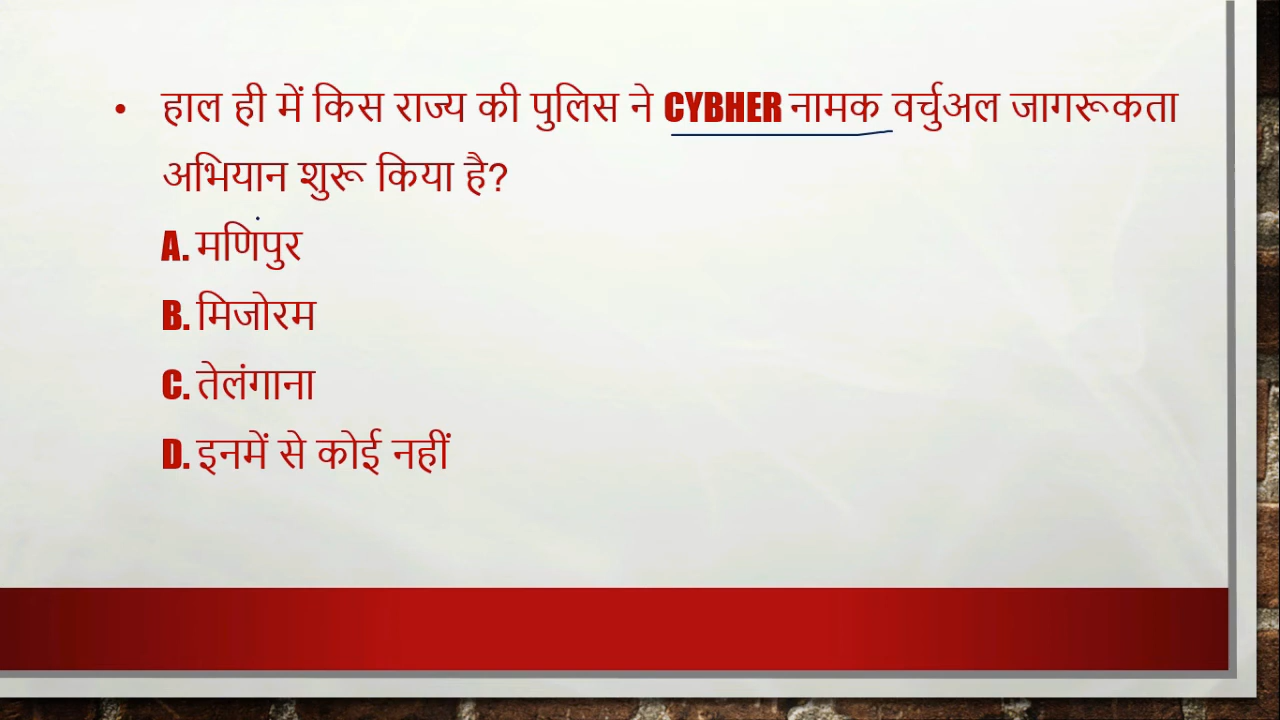 • हाल ही में किस राज्य की पुलिस ने CYBHER नामक वर्चुअल जागरूकता
अभियान शुरू किया है?
A. मणिपुर
B. मिजोरम
C. तेलंगाना
D. इनमें से कोई नहीं